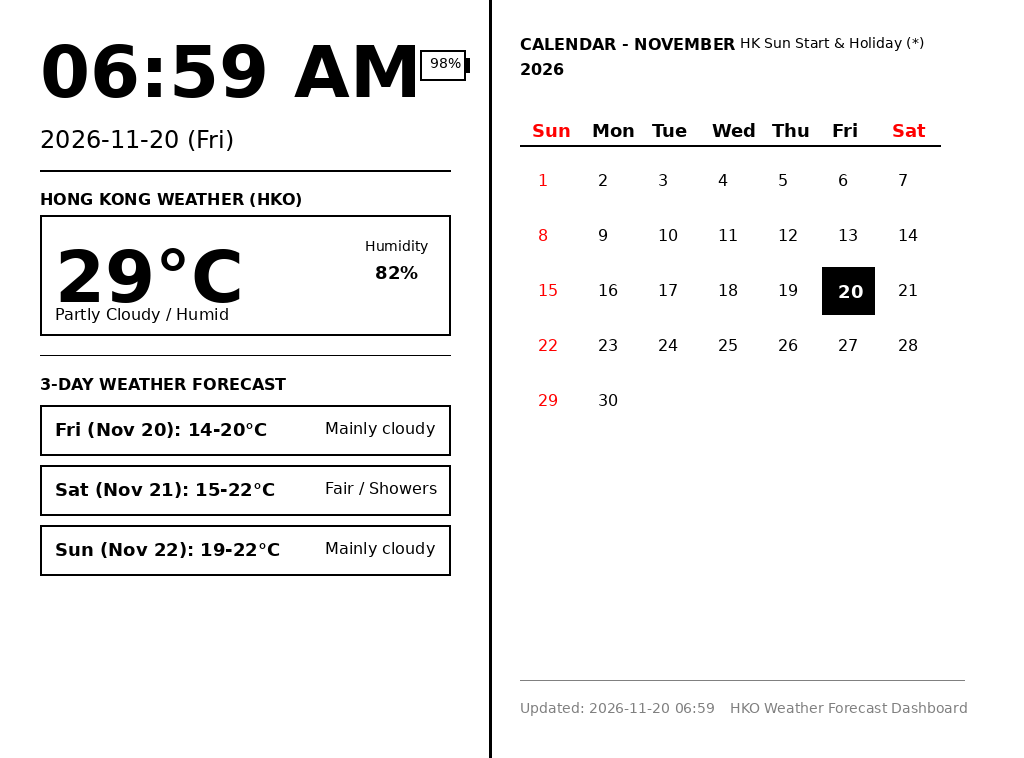 06:59 AM 98%
2026-11-20 (Fri)
HONG KONG WEATHER (HKO)
29°C
Humidity
82%
Partly Cloudy / Humid
3-DAY WEATHER FORECAST
Fri (Nov 20): 14-20°C Mainly cloudy
Sat (Nov 21): 15-22°C Fair / Showers
Sun (Nov 22): 19-22°C Mainly cloudy
CALENDAR - NOVEMBER HK Sun Start & Holiday (*)
2026
Sun Mon Tue Wed Thu Fri Sat
1 2 3 4 5 6 7
8 9 10 11 12 13 14
15 16 17 18 19 20 21
22 23 24 25 26 27 28
29 30
Updated: 2026-11-20 06:59 HKO Weather Forecast Dashboard